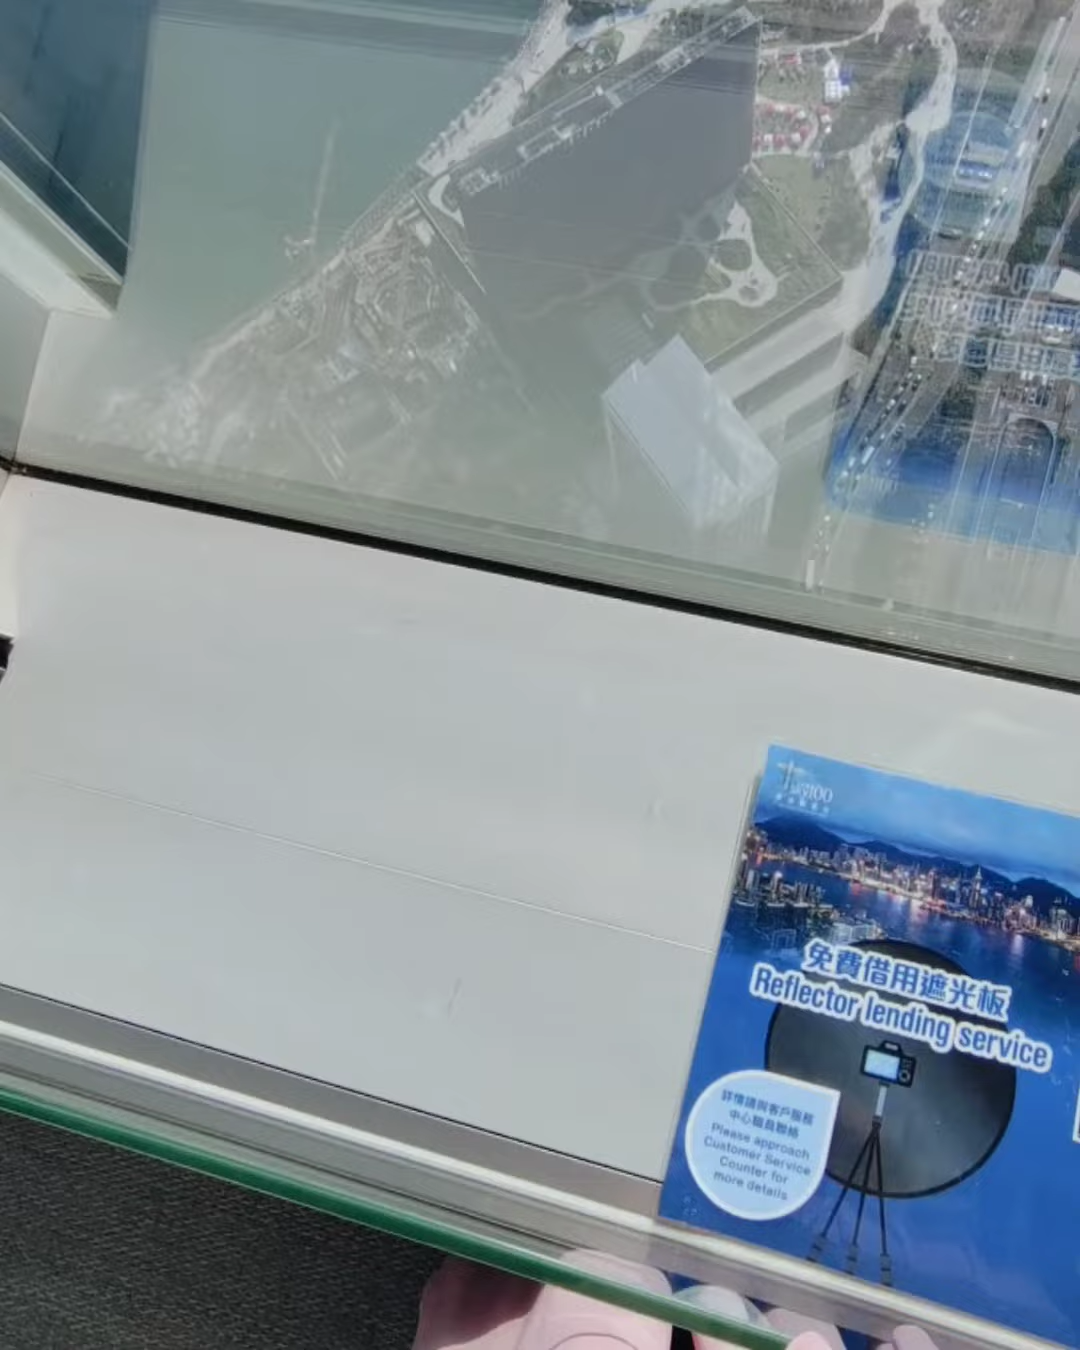 sky100
免費借用遮光板
Reflector lending service
詳情請與客戶服務
中心職員聯絡
Please approach
Customer Service
Counter for
more details